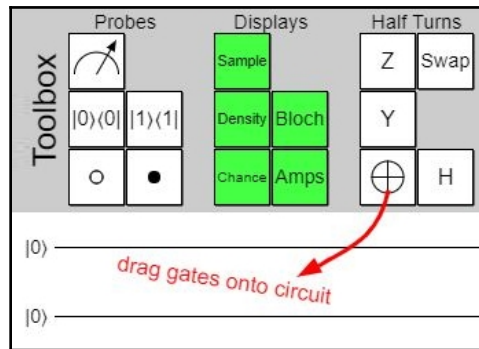 Toolbox
Probes Displays Half Turns
Sample Z Swap
|0⟩⟨0| |1⟩⟨1| Density Bloch Y
Chance Amps H
|0⟩
drag gates onto circuit
|0⟩